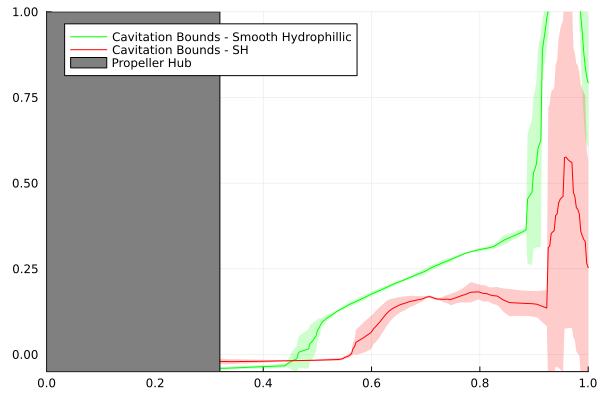 1.00
Cavitation Bounds - Smooth Hydrophillic
Cavitation Bounds - SH
Propeller Hub
0.75
0.50
0.25
0.00
0.0 0.2 0.4 0.6 0.8 1.0